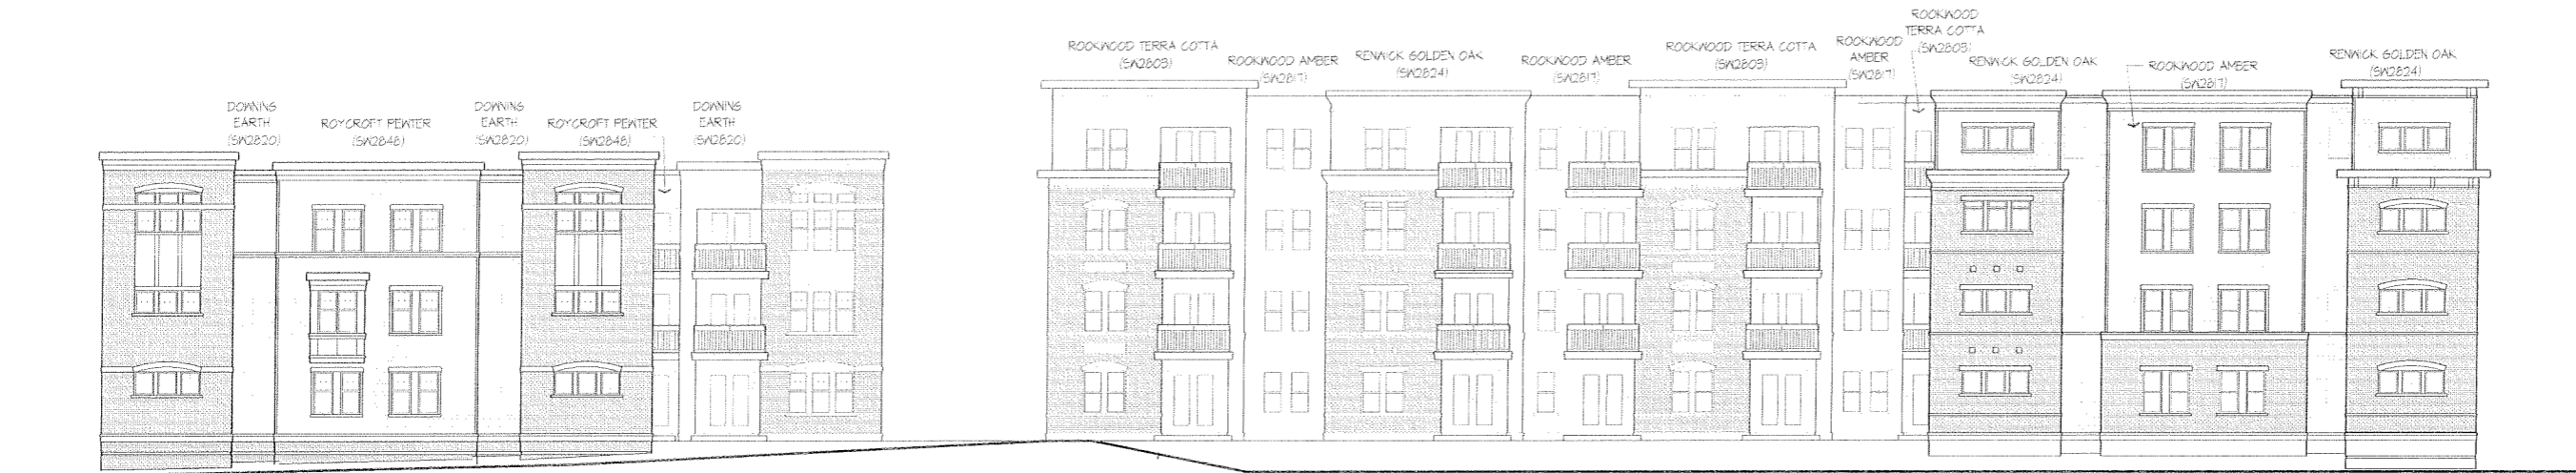 DOWNING
EARTH
(SW2820)
ROYCROFT PEWTER
(SW2848)
DOWNING
EARTH
(SW2820)
ROYCROFT PEWTER
(SW2848)
DOWNING
EARTH
(SW2820)
ROOKWOOD TERRA COTTA
(SW2803)
ROOKWOOD AMBER
(SW2817)
RENWICK GOLDEN OAK
(SW2824)
ROOKWOOD AMBER
(SW2817)
ROOKWOOD TERRA COTTA
(SW2803)
ROOKWOOD
AMBER
(SW2817)
ROOKWOOD
TERRA COTTA
(SW2803)
RENWICK GOLDEN OAK
(SW2824)
ROOKWOOD AMBER
(SW2817)
RENWICK GOLDEN OAK
(SW2824)